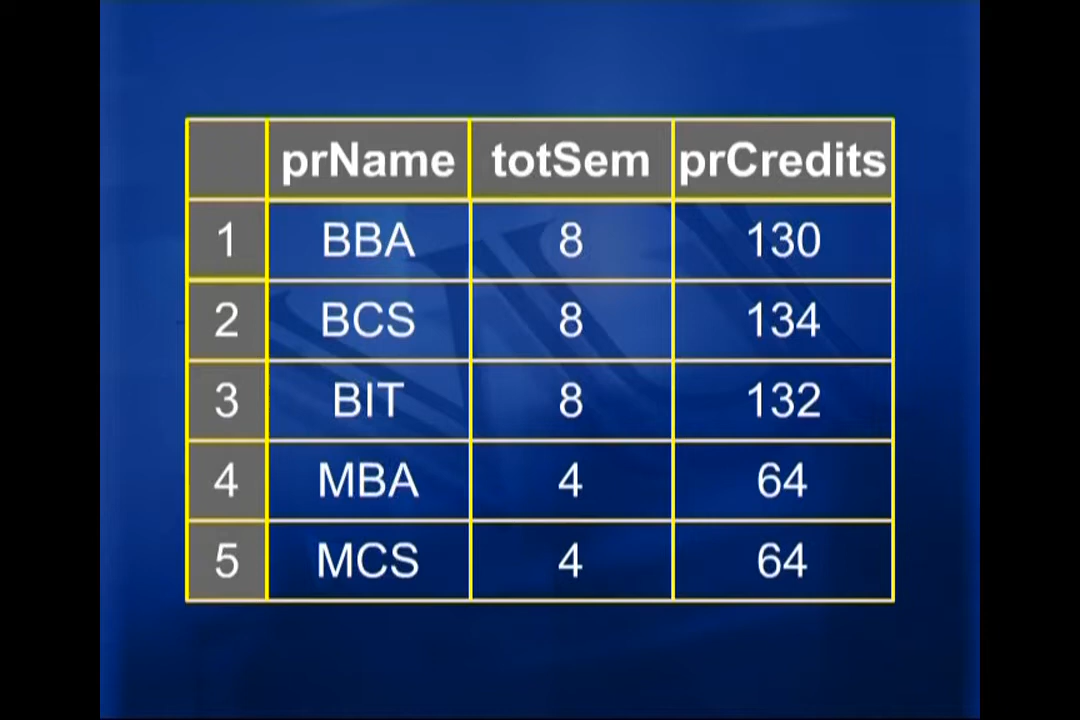 prName totSem prCredits
1 BBA 8 130
2 BCS 8 134
3 BIT 8 132
4 MBA 4 64
5 MCS 4 64